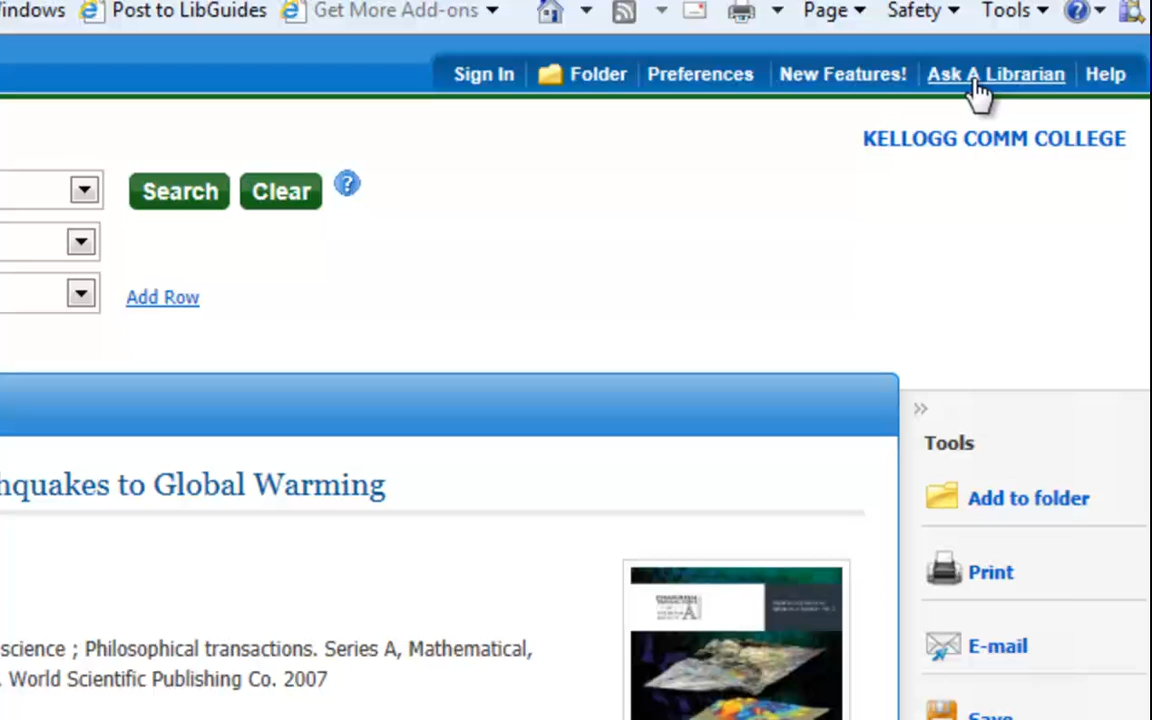 indows Post to LibGuides Get More Add-ons Page Safety Tools
Sign In Folder Preferences New Features! Ask A Librarian Help
KELLOGG COMM COLLEGE
Search Clear
Add Row
Tools
hquakes to Global Warming
Add to folder
Print
science ; Philosophical transactions. Series A, Mathematical,
E-mail
. World Scientific Publishing Co. 2007
Save